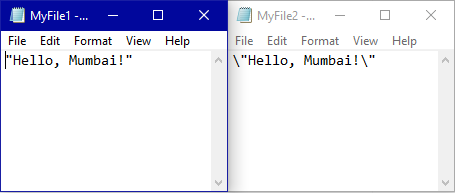 MyFile1 -...
File Edit Format View Help
"Hello, Mumbai!"
MyFile2 -...
File Edit Format View Help
\"Hello, Mumbai!\"